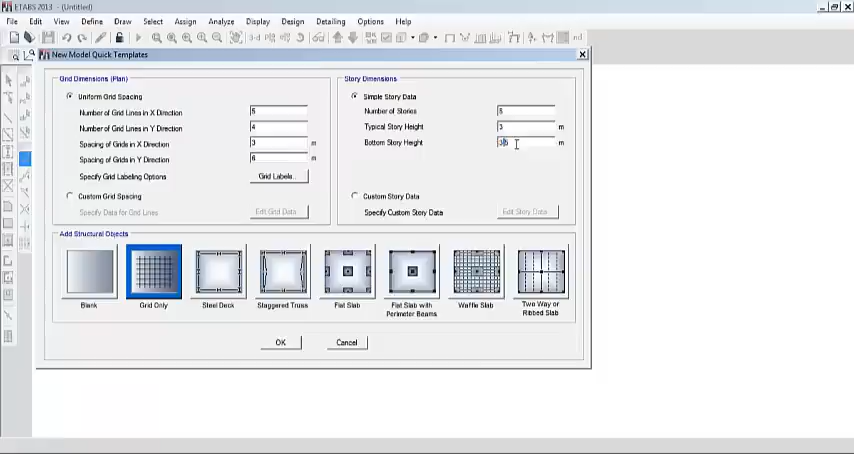 ETABS 2013 - (Untitled)
File Edit View Define Draw Select Assign Analyze Display Design Detailing Options Help
3-d nd
New Model Quick Templates
Grid Dimensions (Plan)
Uniform Grid Spacing
Number of Grid Lines in X Direction 5
Number of Grid Lines in Y Direction 4
Spacing of Grids in X Direction 3 m
Spacing of Grids in Y Direction 6 m
Specify Grid Labeling Options Grid Labels..
Custom Grid Spacing
Specify Data for Grid Lines Edit Grid Data
Story Dimensions
Simple Story Data
Number of Stories 5
Typical Story Height 3 m
Bottom Story Height m
Custom Story Data
Specify Custom Story Data Edit Story Data
Add Structural Objects
Blank
Grid Only
Steel Deck
Staggered Truss
Flat Slab
Flat Slab with
Perimeter Beams
Waffle Slab
Two Way or
Ribbed Slab
OK Cancel